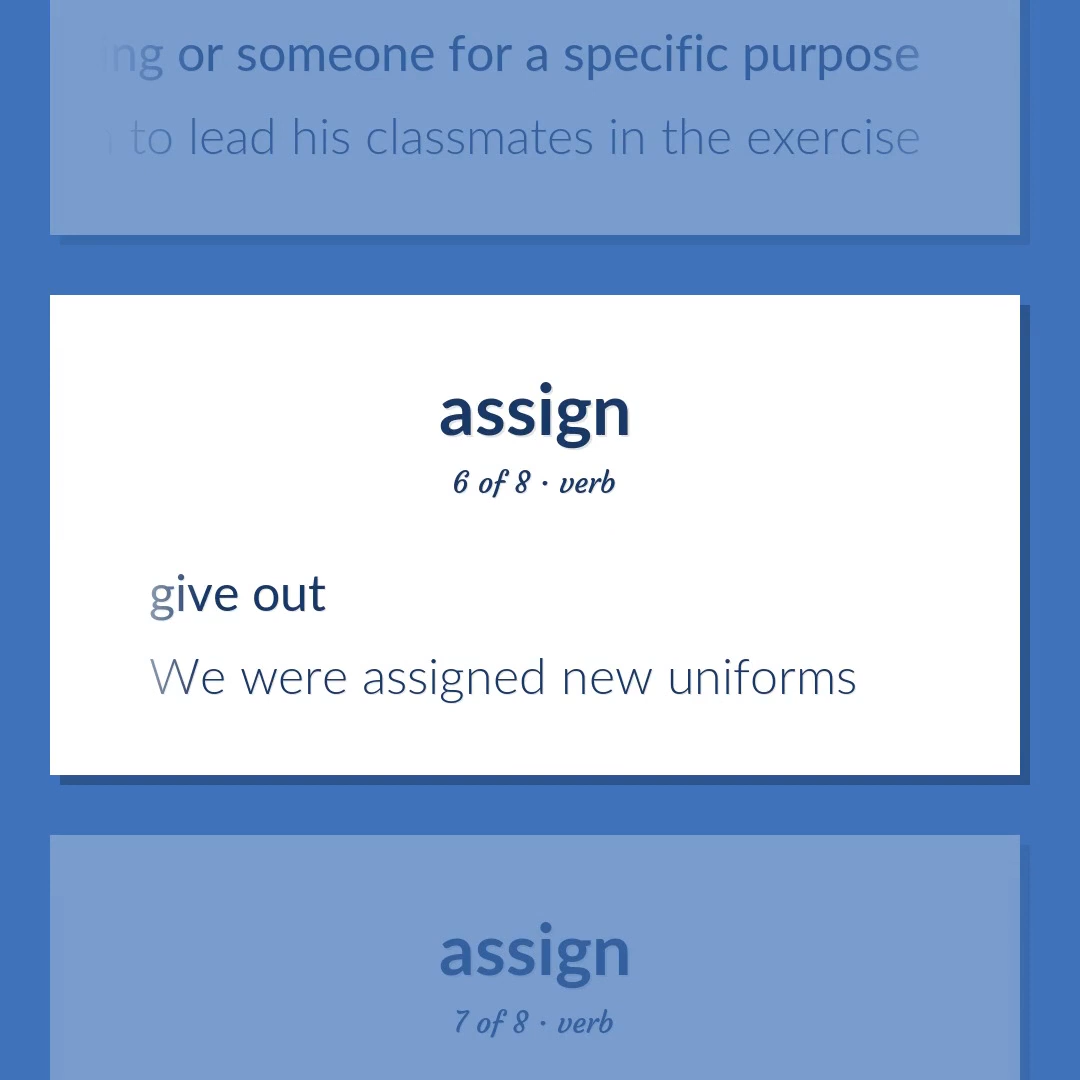 or someone for a specific purpose
to lead his classmates in the exercise
assign
6 of 8 · verb
give out
We were assigned new uniforms
assign
7 of 8 · verb